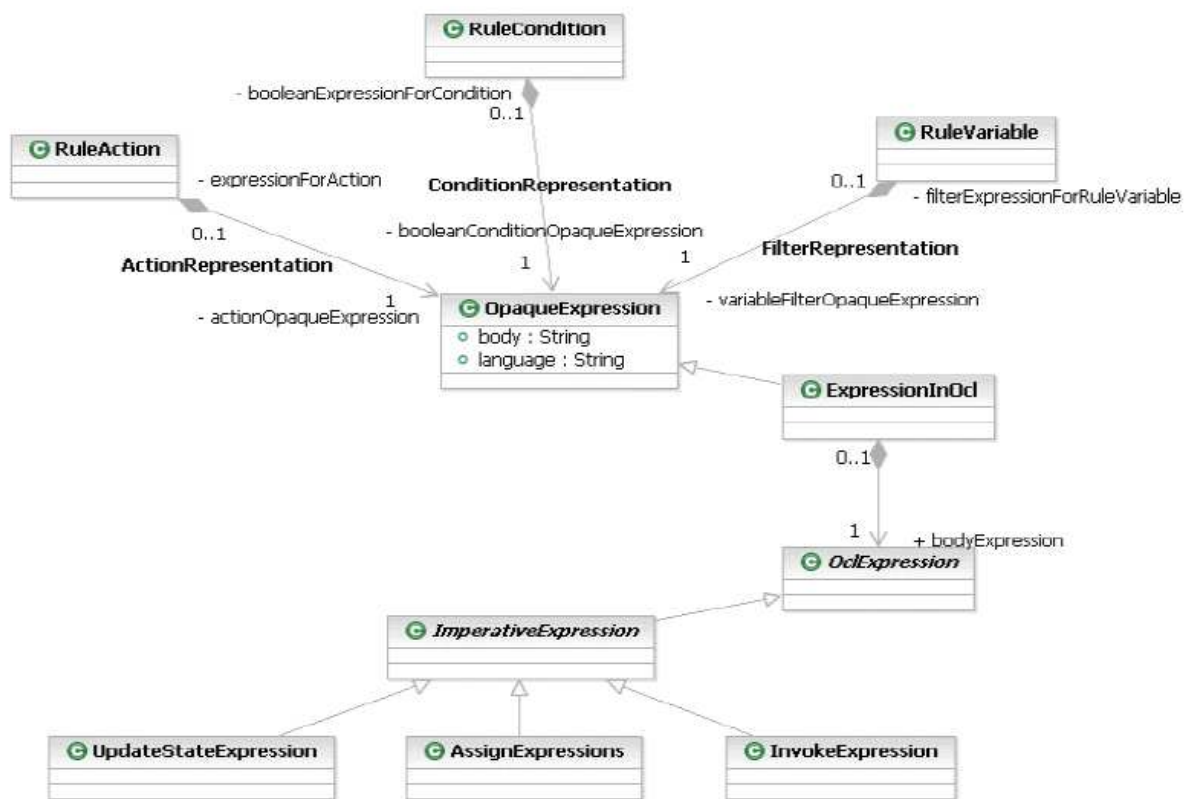 RuleCondition
- booleanExpressionForCondition
0..1
RuleAction
RuleVariable
- expressionForAction
ConditionRepresentation
0..1
- filterExpressionForRuleVariable
0..1
- booleanConditionOpaqueExpression
ActionRepresentation
1
1
FilterRepresentation
1
- actionOpaqueExpression
OpaqueExpression
- variableFilterOpaqueExpression
body : String
language : String
ExpressionInOcl
0..1
1
+ bodyExpression
OclExpression
ImperativeExpression
UpdateStateExpression
AssignExpressions
InvokeExpression